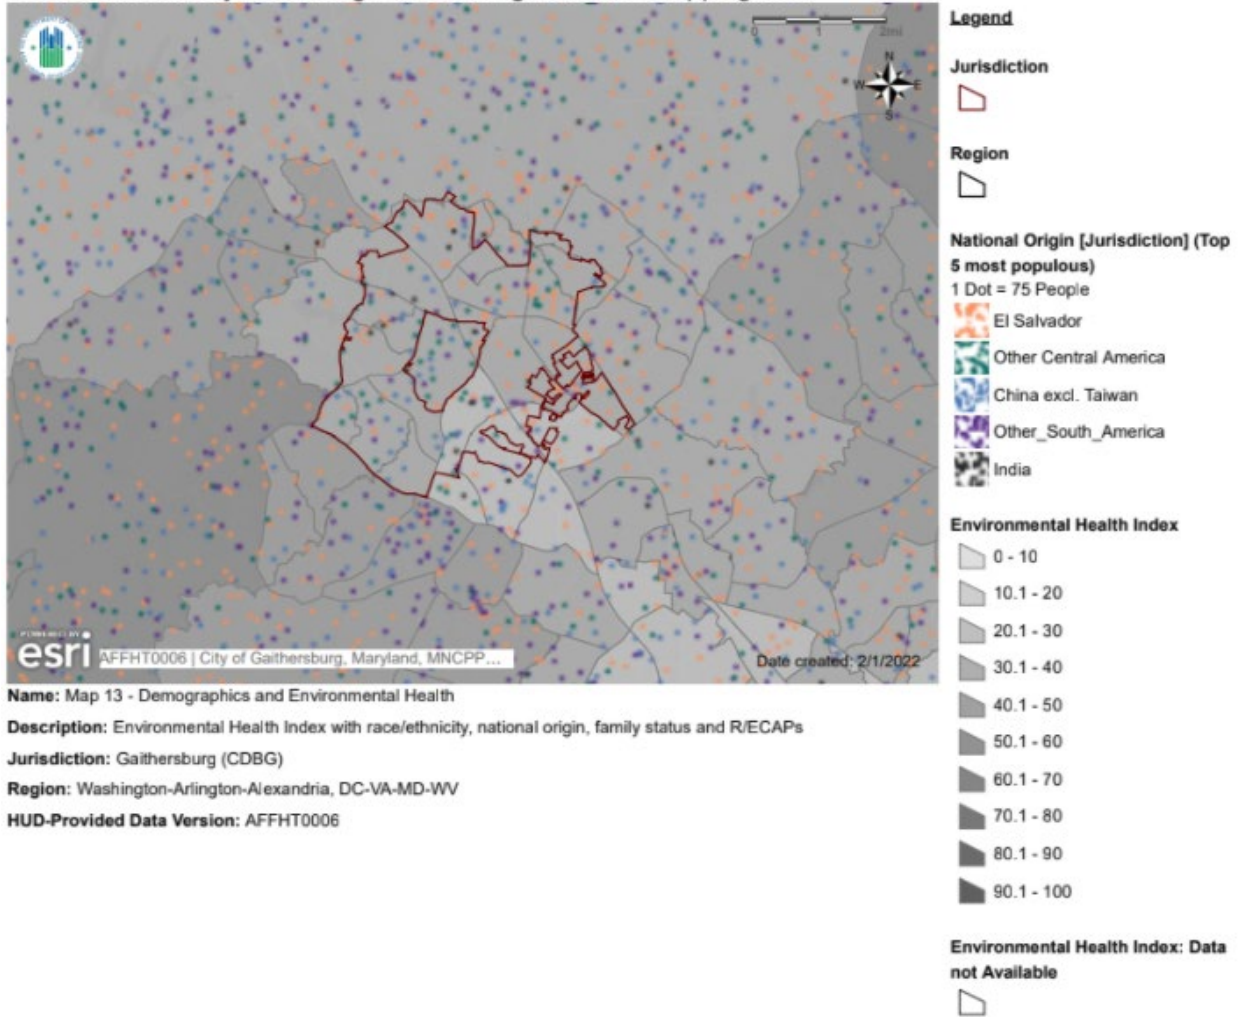 0 1 2mi
N
W E
S
POWERED BY
esri
AFFHT0006 | City of Gaithersburg, Maryland, MNCPP...
Date created: 2/1/2022
Name: Map 13 - Demographics and Environmental Health
Description: Environmental Health Index with race/ethnicity, national origin, family status and R/ECAPs
Jurisdiction: Gaithersburg (CDBG)
Region: Washington-Arlington-Alexandria, DC-VA-MD-WV
HUD-Provided Data Version: AFFHT0006
Legend
Jurisdiction
Region
National Origin [Jurisdiction] (Top
5 most populous)
1 Dot = 75 People
El Salvador
Other Central America
China excl. Taiwan
Other_South_America
India
Environmental Health Index
0 - 10
10.1 - 20
20.1 - 30
30.1 - 40
40.1 - 50
50.1 - 60
60.1 - 70
70.1 - 80
80.1 - 90
90.1 - 100
Environmental Health Index: Data
not Available